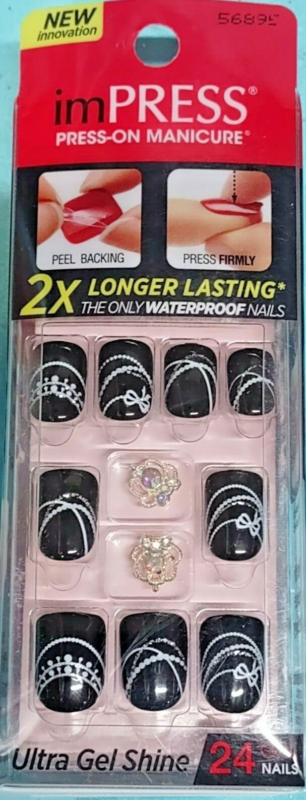 NEW
innovation
56895
imPRESS®
PRESS-ON MANICURE®
PEEL BACKING
PRESS FIRMLY
2X LONGER LASTING*
THE ONLY WATERPROOF NAILS
Ultra Gel Shine
24
NAILS